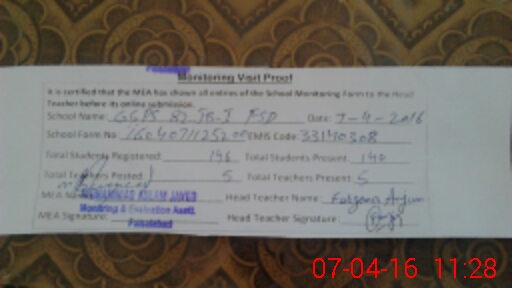 Monitoring Visit Proof
It is certified that the MEA has shown all entries of the School Monitoring Form to the Head
Teacher before its online submission.
School Name: GGPS 82 JB-I FSD Date: 7-4-2016
School Form No: EMIS Code: 33140308
Total Students Registered: 146 Total Students Present: 140
Total Teachers Posted: 5 Total Teachers Present: 5
MEA Name: MUHAMMAD ASLAM JAVED Head Teacher Name: Farzana
Monitoring & Evaluation Asstt.
MEA Signature: Faisalabad Head Teacher Signature:
07-04-16 11:28